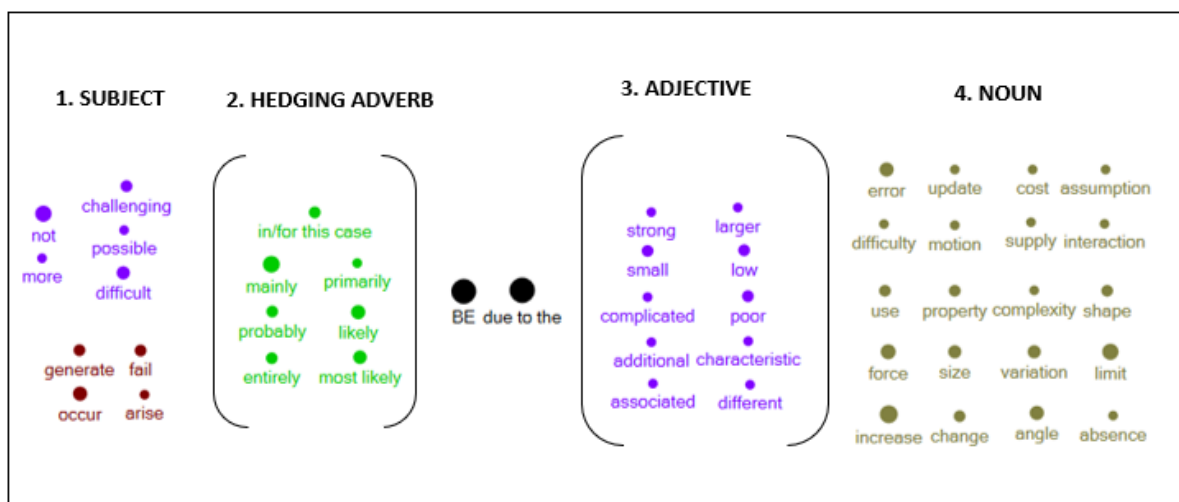 1. SUBJECT
2. HEDGING ADVERB
3. ADJECTIVE
4. NOUN
challenging
not
possible
more
difficult
generate fail
occur arise
in/for this case
mainly primarily
probably likely
entirely most likely
BE due to the
strong larger
small low
complicated poor
additional characteristic
associated different
error update cost assumption
difficulty motion supply interaction
use property complexity shape
force size variation limit
increase change angle absence